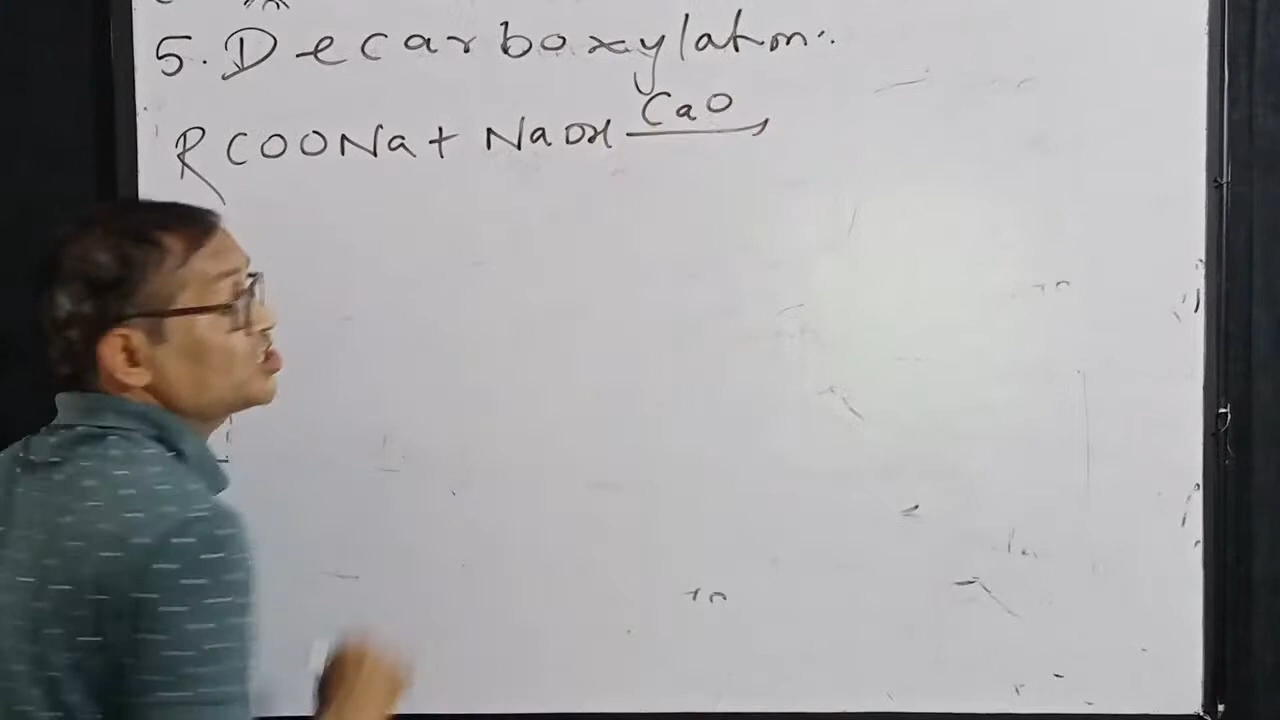 5. Decarboxylation:
RCOONa + NaOH CaO →